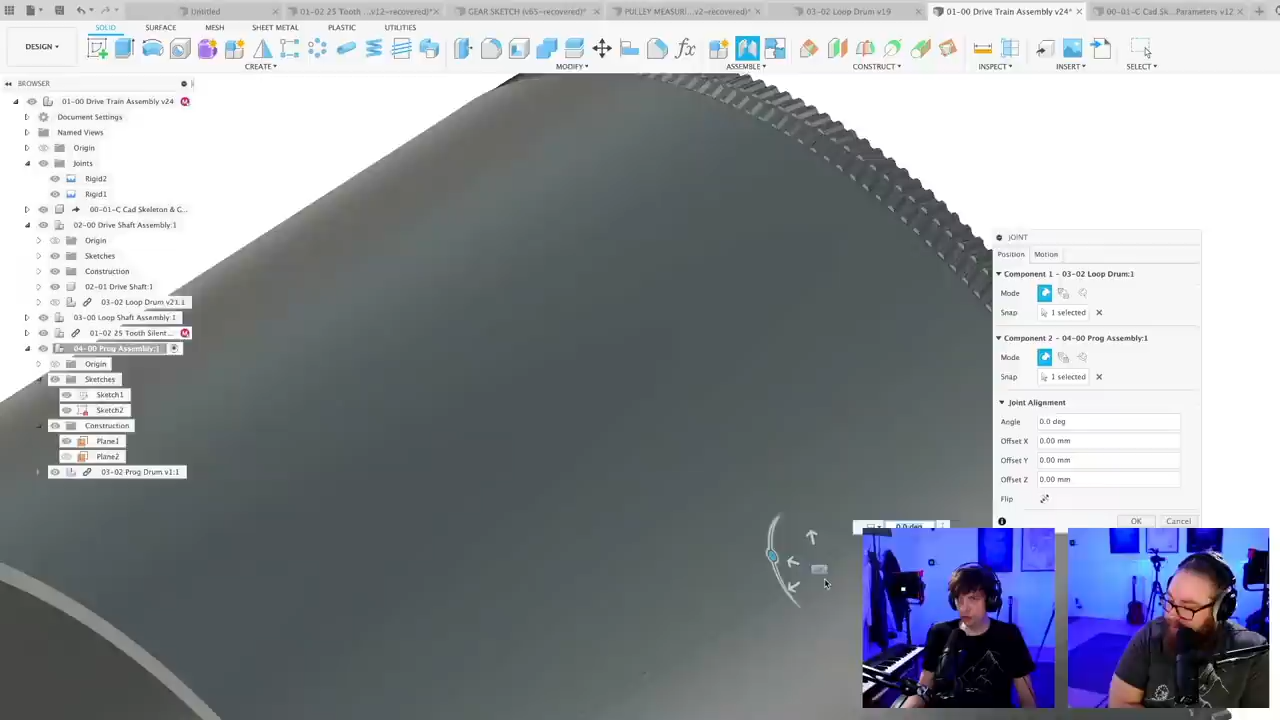 Untitled
01-02 25 Tooth ...v12-recovered)*
GEAR SKETCH (v65~recovered)*
PULLEY MEASURI...v2~recovered)*
03-02 Loop Drum v19
01-00 Drive Train Assembly v24*
00-01-C Cad Sk...Parameters v12
DESIGN
SOLID
SURFACE
MESH
SHEET METAL
PLASTIC
UTILITIES
CREATE
MODIFY
ASSEMBLE
CONSTRUCT
INSPECT
INSERT
SELECT
BROWSER
01-00 Drive Train Assembly v24
Document Settings
Named Views
Origin
Joints
Rigid2
Rigid1
00-01-C Cad Skeleton & G...
02-00 Drive Shaft Assembly:1
Origin
Sketches
Construction
02-01 Drive Shaft:1
03-02 Loop Drum v21:1
03-00 Loop Shaft Assembly:1
01-02 25 Tooth Silent...
04-00 Prog Assembly:1
Origin
Sketches
Sketch1
Sketch2
Construction
Plane1
Plane2
03-02 Prog Drum v1:1
JOINT
Position Motion
Component 1 - 03-02 Loop Drum:1
Mode
Snap 1 selected
Component 2 - 04-00 Prog Assembly:1
Mode
Snap 1 selected
Joint Alignment
Angle 0.0 deg
Offset X 0.00 mm
Offset Y 0.00 mm
Offset Z 0.00 mm
Flip
OK Cancel
0.0 deg